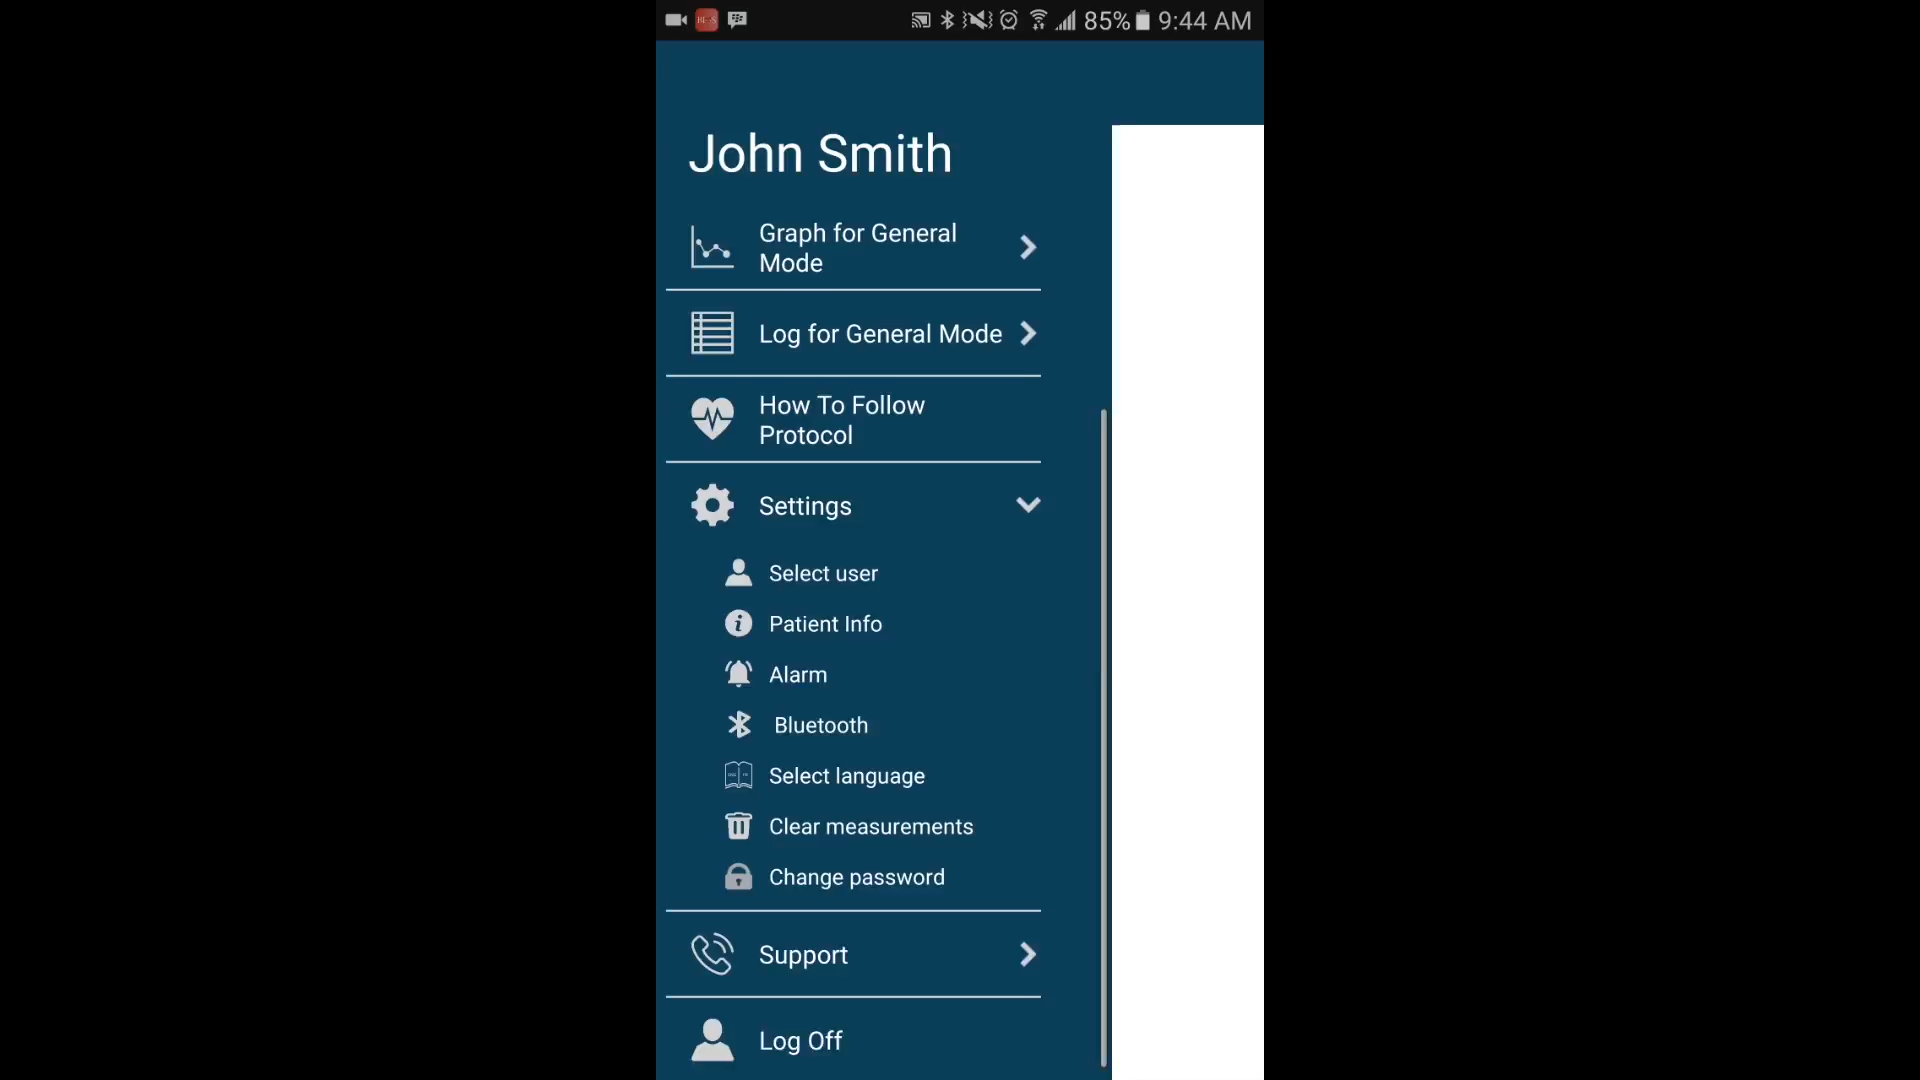 85% 9:44 AM
John Smith
Graph for General
Mode
Log for General Mode
How To Follow
Protocol
Settings
Select user
Patient Info
Alarm
Bluetooth
Select language
Clear measurements
Change password
Support
Log Off